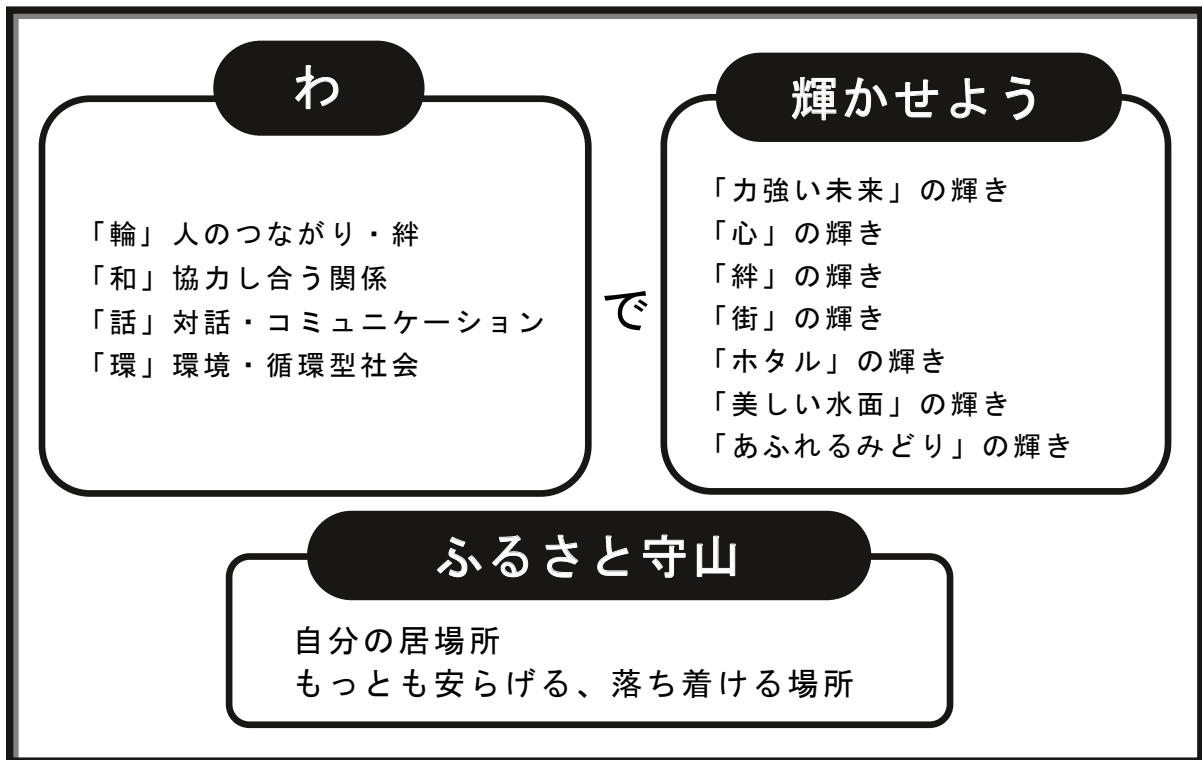 わ
「輪」人のつながり・絆
「和」協力し合う関係
「話」対話・コミュニケーション
「環」環境・循環型社会
で
輝かせよう
「力強い未来」の輝き
「心」の輝き
「絆」の輝き
「街」の輝き
「ホタル」の輝き
「美しい水面」の輝き
「あふれるみどり」の輝き
ふるさと守山
自分の居場所
もっとも安らげる、落ち着ける場所